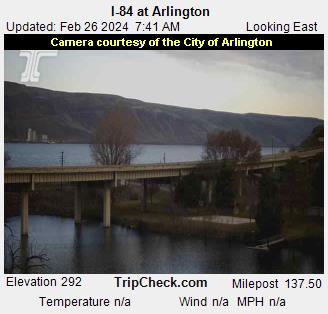 I-84 at Arlington
Updated: Feb 26 2024 7:41 AM Looking East
Camera courtesy of the City of Arlington
Elevation 292 TripCheck.com Milepost 137.50
Temperature n/a Wind n/a MPH n/a